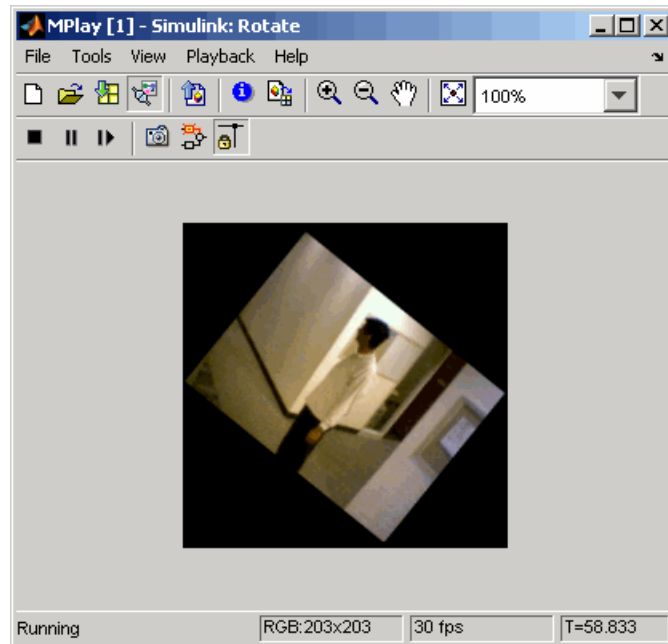 MPlay [1] - Simulink: Rotate
File Tools View Playback Help
100%
Running RGB:203x203 30 fps T=58.833